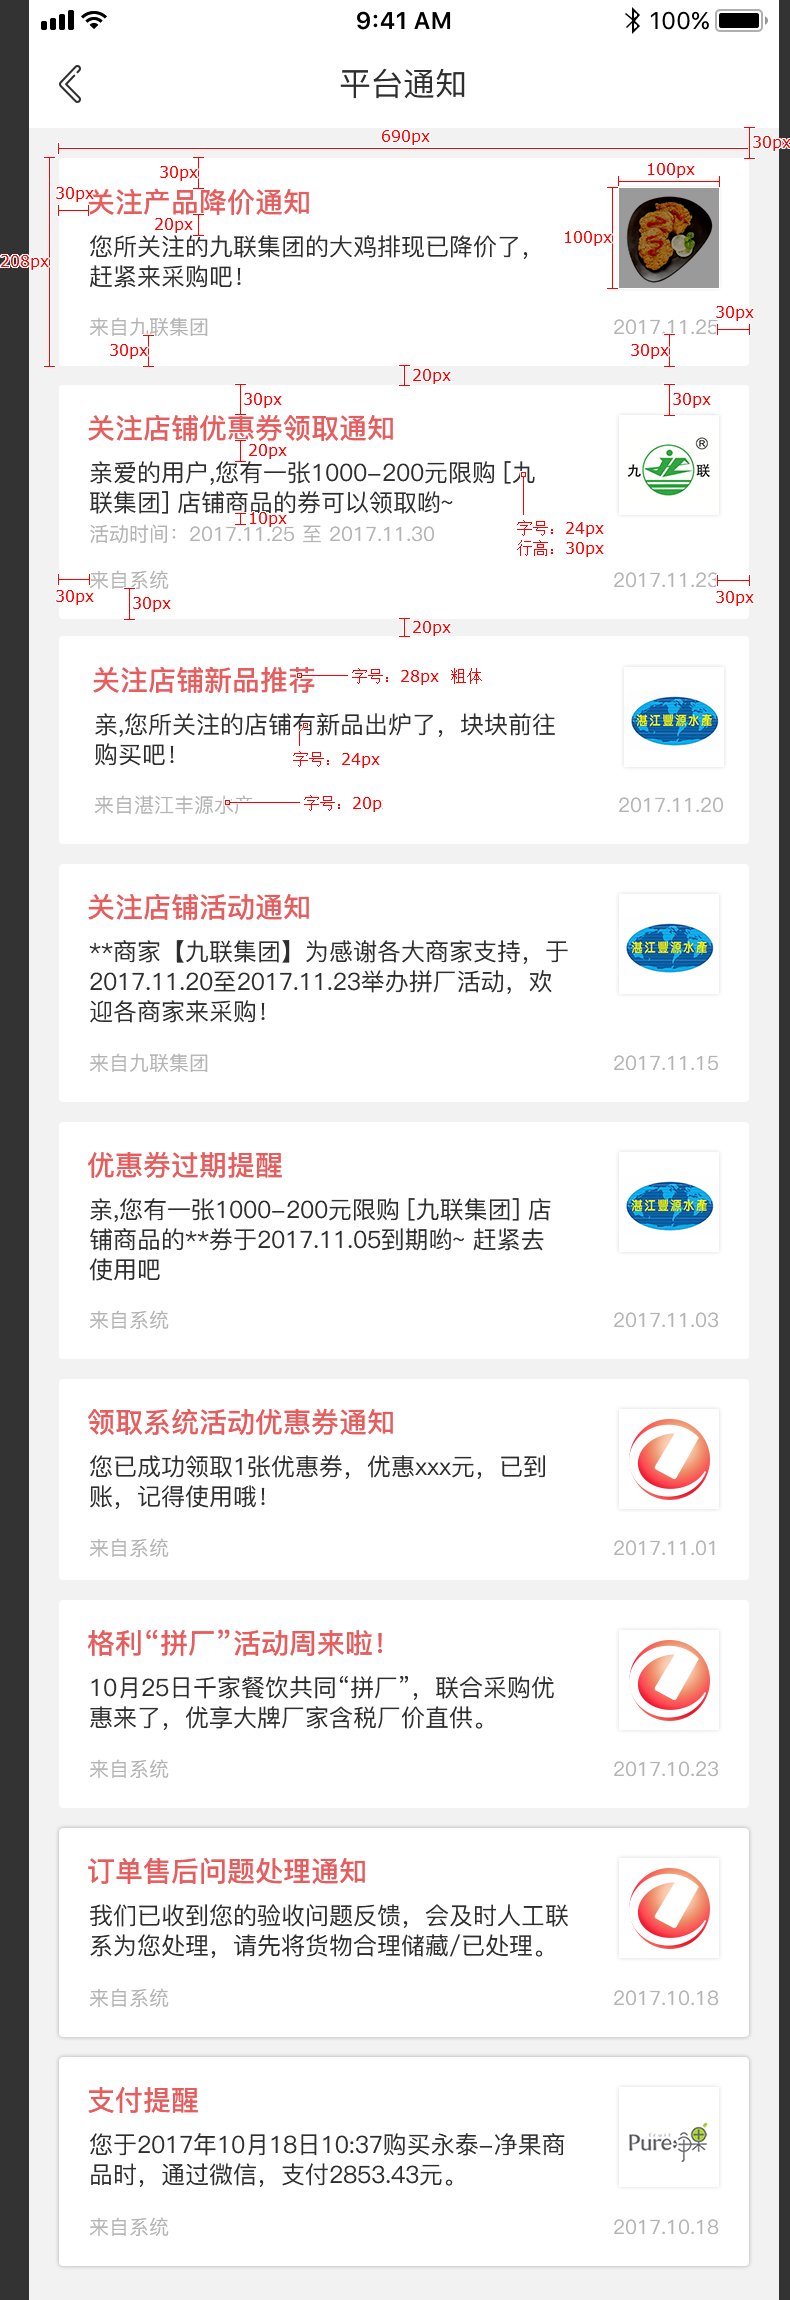 9:41 AM
100%
平台通知
690px
30px
30px
100px
30px
关注产品降价通知
20px
100px
您所关注的九联集团的大鸡排现已降价了，
208px
赶紧来采购吧！
30px
来自九联集团
2017.11.25
30px
30px
20px
30px
30px
关注店铺优惠券领取通知
20px
®
亲爱的用户,您有一张1000-200元限购 [九
九 联
联集团] 店铺商品的券可以领取哟~
10px
字号：24px
活动时间：2017.11.25 至 2017.11.30
行高：30px
来自系统
2017.11.23
30px
30px
30px
20px
关注店铺新品推荐
字号：28px 粗体
亲,您所关注的店铺有新品出炉了，块块前往
湛江豐源水產
购买吧！
字号：24px
来自湛江丰源水产
字号：20p
2017.11.20
关注店铺活动通知
**商家【九联集团】为感谢各大商家支持，于
湛江豐源水產
2017.11.20至2017.11.23举办拼厂活动，欢
迎各商家来采购！
来自九联集团
2017.11.15
优惠券过期提醒
亲,您有一张1000-200元限购 [九联集团] 店
湛江豐源水產
铺商品的**券于2017.11.05到期哟~ 赶紧去
使用吧
来自系统
2017.11.03
领取系统活动优惠券通知
您已成功领取1张优惠券，优惠xxx元，已到
账，记得使用哦！
来自系统
2017.11.01
格利“拼厂”活动周来啦！
10月25日千家餐饮共同“拼厂”，联合采购优
惠来了，优享大牌厂家含税厂价直供。
来自系统
2017.10.23
订单售后问题处理通知
我们已收到您的验收问题反馈，会及时人工联
系为您处理，请先将货物合理储藏/已处理。
来自系统
2017.10.18
支付提醒
您于2017年10月18日10:37购买永泰-净果商
Pure
品时，通过微信，支付2853.43元。
来自系统
2017.10.18